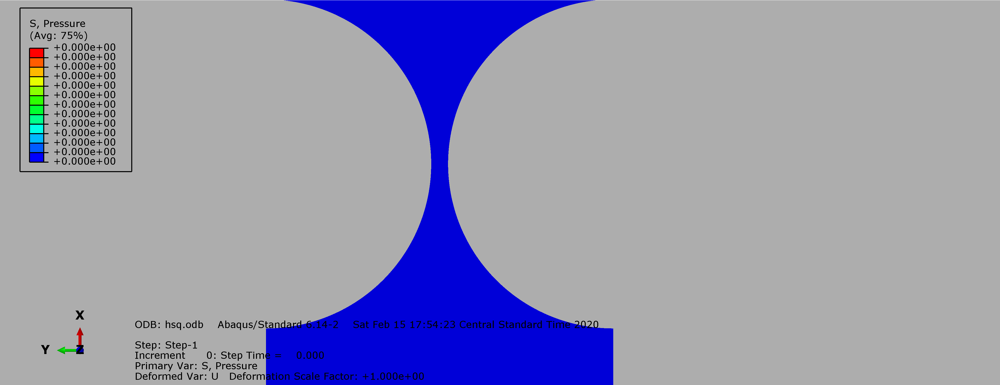 S, Pressure
(Avg: 75%)
+0.000e+00
+0.000e+00
+0.000e+00
+0.000e+00
+0.000e+00
+0.000e+00
+0.000e+00
+0.000e+00
+0.000e+00
+0.000e+00
+0.000e+00
+0.000e+00
+0.000e+00
X
Y Z
ODB: hsq.odb Abaqus/Standard 6.14-2 Sat Feb 15 17:54:23 Central Standard Time 2020
Step: Step-1
Increment 0: Step Time = 0.000
Primary Var: S, Pressure
Deformed Var: U Deformation Scale Factor: +1.000e+00